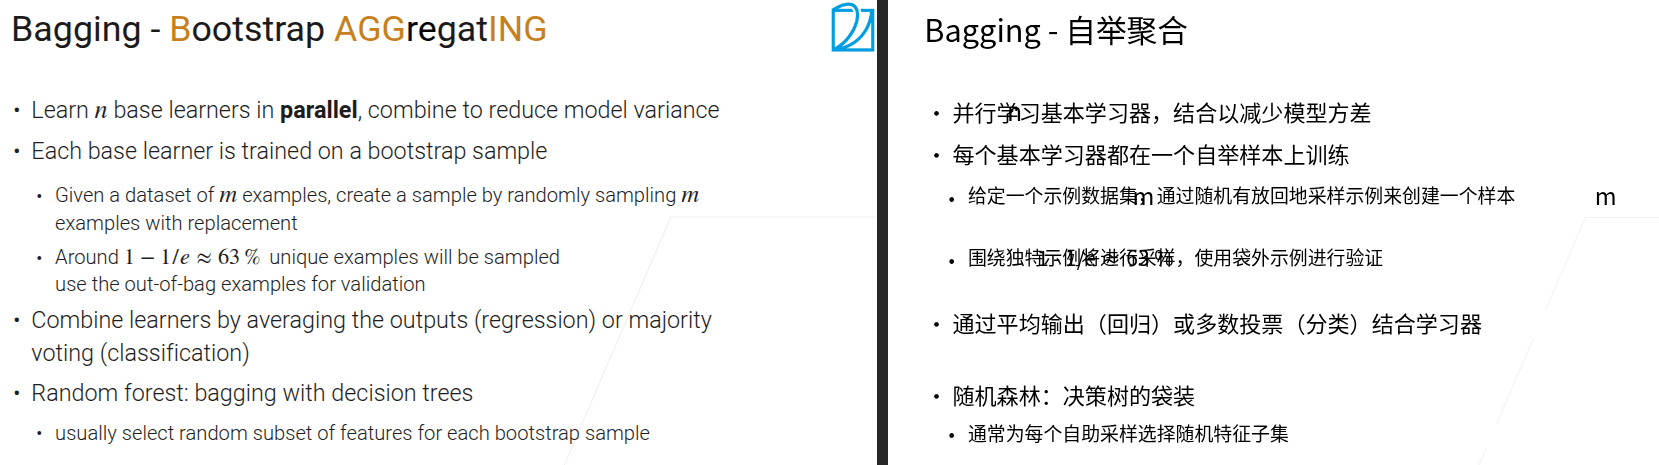 Bagging - Bootstrap AGGregatING
• Learn n base learners in parallel, combine to reduce model variance
• Each base learner is trained on a bootstrap sample
• Given a dataset of m examples, create a sample by randomly sampling m
examples with replacement
• Around 1 − 1/e ≈ 63 % unique examples will be sampled
use the out-of-bag examples for validation
• Combine learners by averaging the outputs (regression) or majority
voting (classification)
• Random forest: bagging with decision trees
• usually select random subset of features for each bootstrap sample
Bagging - 自举聚合
• 并行学习基本学习器，结合以减少模型方差
n
• 每个基本学习器都在一个自举样本上训练
• 给定一个示例数据集，通过随机有放回地采样示例来创建一个样本
m m
• 围绕独特示例将进行采样，使用袋外示例进行验证
• 通过平均输出（回归）或多数投票（分类）结合学习器
• 随机森林：决策树的袋装
• 通常为每个自助采样选择随机特征子集